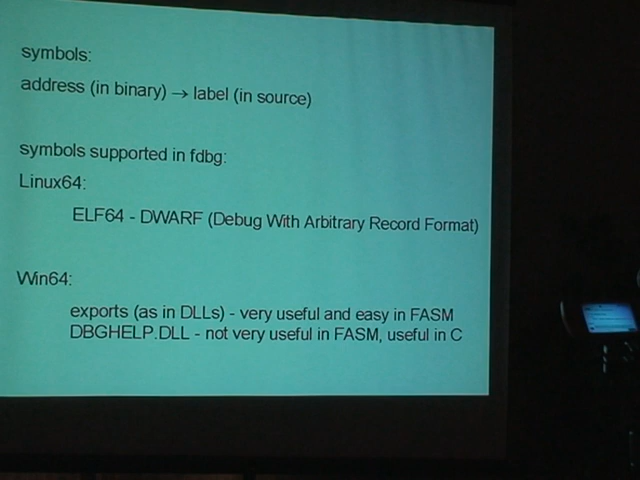 symbols:
address (in binary) → label (in source)
symbols supported in fdbg:
Linux64:
ELF64 - DWARF (Debug With Arbitrary Record Format)
Win64:
exports (as in DLLs) - very useful and easy in FASM
DBGHELP.DLL - not very useful in FASM, useful in C